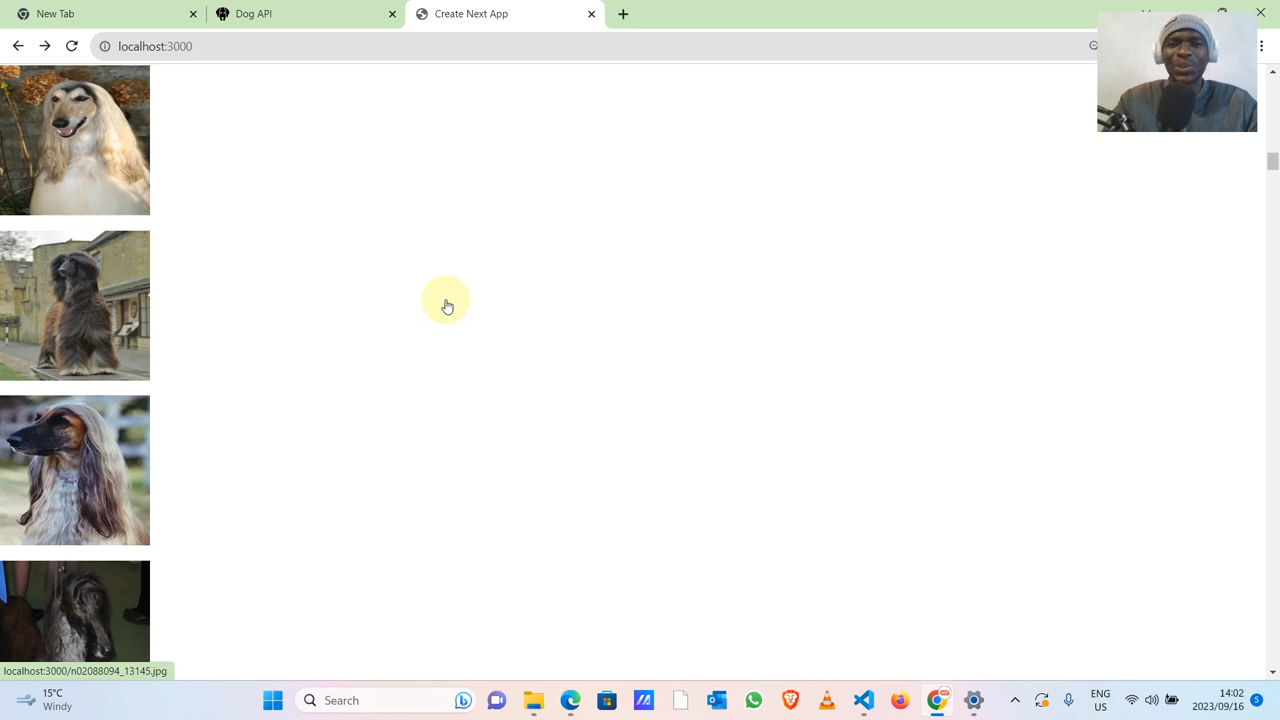 New Tab
Dog API
Create Next App
localhost:3000
localhost:3000/n02088094_13145.jpg
15°C
Windy
Search
ENG
US
14:02
2023/09/16
5